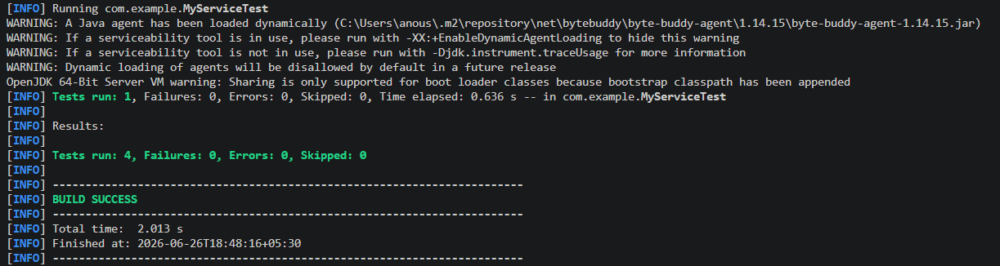 [INFO] Running com.example.MyServiceTest
WARNING: A Java agent has been loaded dynamically (C:\Users\anous\.m2\repository\net\bytebuddy\byte-buddy-agent\1.14.15\byte-buddy-agent-1.14.15.jar)
WARNING: If a serviceability tool is in use, please run with -XX:+EnableDynamicAgentLoading to hide this warning
WARNING: If a serviceability tool is not in use, please run with -Djdk.instrument.traceUsage for more information
WARNING: Dynamic loading of agents will be disallowed by default in a future release
OpenJDK 64-Bit Server VM warning: Sharing is only supported for boot loader classes because bootstrap classpath has been appended
[INFO] Tests run: 1, Failures: 0, Errors: 0, Skipped: 0, Time elapsed: 0.636 s -- in com.example.MyServiceTest
[INFO]
[INFO] Results:
[INFO]
[INFO] Tests run: 4, Failures: 0, Errors: 0, Skipped: 0
[INFO]
[INFO] ------------------------------------------------------------------------
[INFO] BUILD SUCCESS
[INFO] ------------------------------------------------------------------------
[INFO] Total time:  2.013 s
[INFO] Finished at: 2026-06-26T18:48:16+05:30
[INFO] ------------------------------------------------------------------------